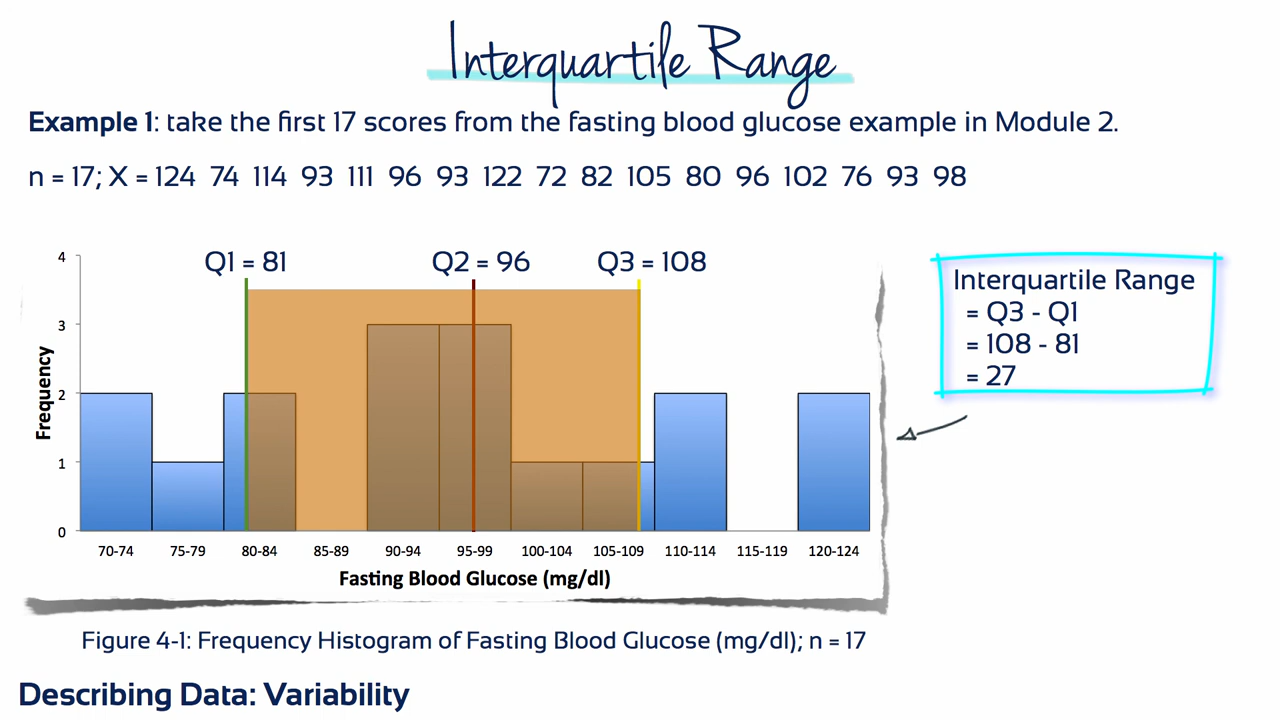 Interquartile Range
Example 1: take the first 17 scores from the fasting blood glucose example in Module 2.
n = 17; X = 124 74 114 93 111 96 93 122 72 82 105 80 96 102 76 93 98
Q1 = 81
Q2 = 96
Q3 = 108
4
3
2
1
0
Frequency
70-74 75-79 80-84 85-89 90-94 95-99 100-104 105-109 110-114 115-119 120-124
Fasting Blood Glucose (mg/dl)
Interquartile Range
= Q3 - Q1
= 108 - 81
= 27
Figure 4-1: Frequency Histogram of Fasting Blood Glucose (mg/dl); n = 17
Describing Data: Variability